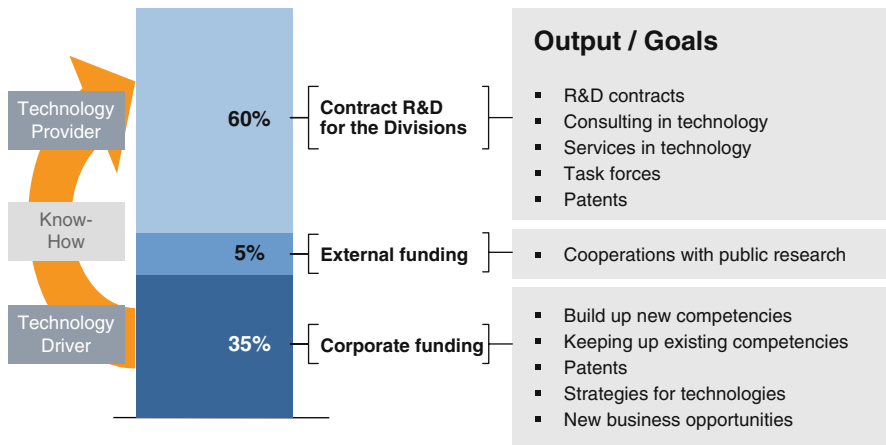 Technology
Provider
Know-
How
Technology
Driver
60%
5%
35%
Contract R&D
for the Divisions
External funding
Corporate funding
Output / Goals
▪ R&D contracts
▪ Consulting in technology
▪ Services in technology
▪ Task forces
▪ Patents
▪ Cooperations with public research
▪ Build up new competencies
▪ Keeping up existing competencies
▪ Patents
▪ Strategies for technologies
▪ New business opportunities